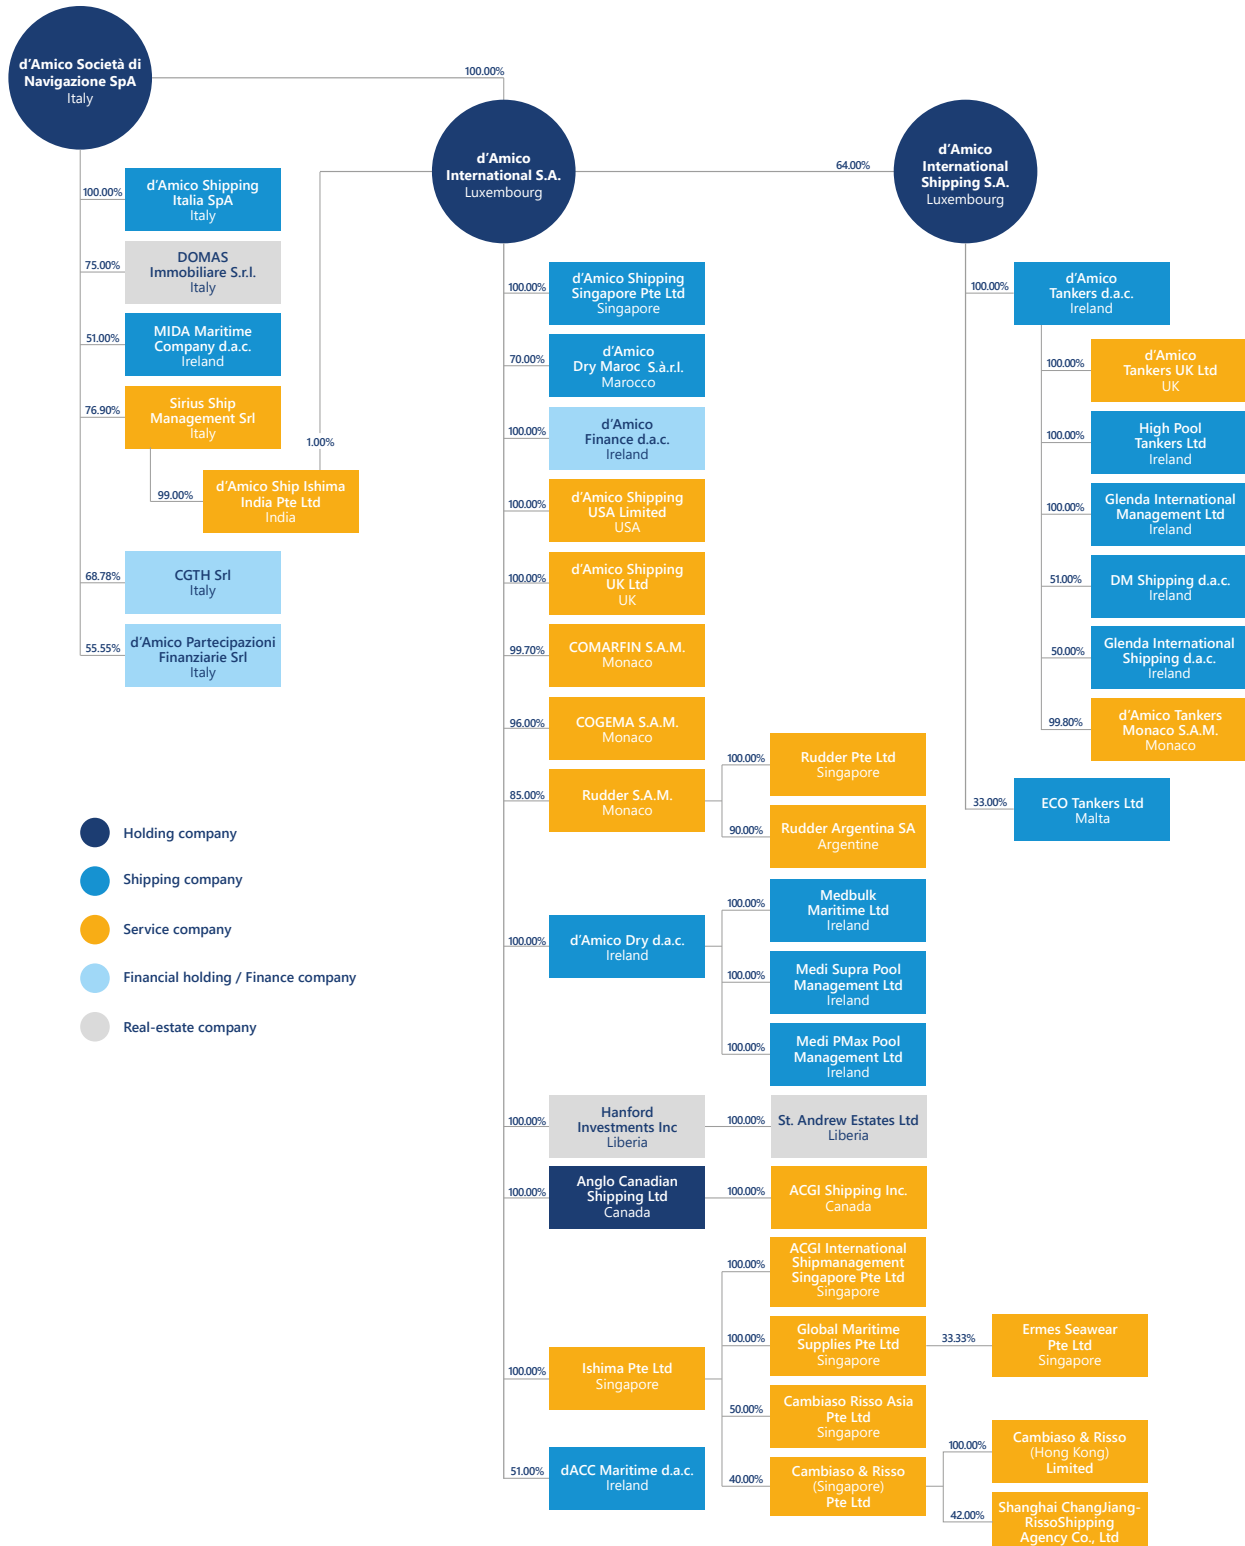 d'Amico Società di
Navigazione SpA
Italy
100.00%
d'Amico
International S.A.
Luxembourg
64.00%
d'Amico
International
Shipping S.A.
Luxembourg
100.00%
d'Amico Shipping
Italia SpA
Italy
75.00%
DOMAS
Immobiliare S.r.l.
Italy
51.00%
MIDA Maritime
Company d.a.c.
Ireland
76.90%
Sirius Ship
Management Srl
Italy
1.00%
99.00%
d'Amico Ship Ishima
India Pte Ltd
India
68.78%
CGTH Srl
Italy
55.55%
d'Amico Partecipazioni
Finanziarie Srl
Italy
100.00%
d'Amico Shipping
Singapore Pte Ltd
Singapore
70.00%
d'Amico
Dry Maroc S.à.r.l.
Marocco
100.00%
d'Amico
Finance d.a.c.
Ireland
100.00%
d'Amico Shipping
USA Limited
USA
100.00%
d'Amico Shipping
UK Ltd
UK
99.70%
COMARFIN S.A.M.
Monaco
96.00%
COGEMA S.A.M.
Monaco
85.00%
Rudder S.A.M.
Monaco
100.00%
Rudder Pte Ltd
Singapore
90.00%
Rudder Argentina SA
Argentine
100.00%
d'Amico Dry d.a.c.
Ireland
100.00%
Medbulk
Maritime Ltd
Ireland
100.00%
Medi Supra Pool
Management Ltd
Ireland
100.00%
Medi PMax Pool
Management Ltd
Ireland
100.00%
Hanford
Investments Inc
Liberia
100.00%
St. Andrew Estates Ltd
Liberia
100.00%
Anglo Canadian
Shipping Ltd
Canada
100.00%
ACGI Shipping Inc.
Canada
100.00%
Ishima Pte Ltd
Singapore
100.00%
ACGI International
Shipmanagement
Singapore Pte Ltd
Singapore
100.00%
Global Maritime
Supplies Pte Ltd
Singapore
33.33%
Ermes Seawear
Pte Ltd
Singapore
50.00%
Cambiaso Risso Asia
Pte Ltd
Singapore
40.00%
Cambiaso & Risso
(Singapore)
Pte Ltd
100.00%
Cambiaso & Risso
(Hong Kong)
Limited
42.00%
Shanghai ChangJiang-
RissoShipping
Agency Co., Ltd
51.00%
dACC Maritime d.a.c.
Ireland
100.00%
d'Amico
Tankers d.a.c.
Ireland
100.00%
d'Amico
Tankers UK Ltd
UK
100.00%
High Pool
Tankers Ltd
Ireland
100.00%
Glenda International
Management Ltd
Ireland
51.00%
DM Shipping d.a.c.
Ireland
50.00%
Glenda International
Shipping d.a.c.
Ireland
99.80%
d'Amico Tankers
Monaco S.A.M.
Monaco
33.00%
ECO Tankers Ltd
Malta
Holding company
Shipping company
Service company
Financial holding / Finance company
Real-estate company